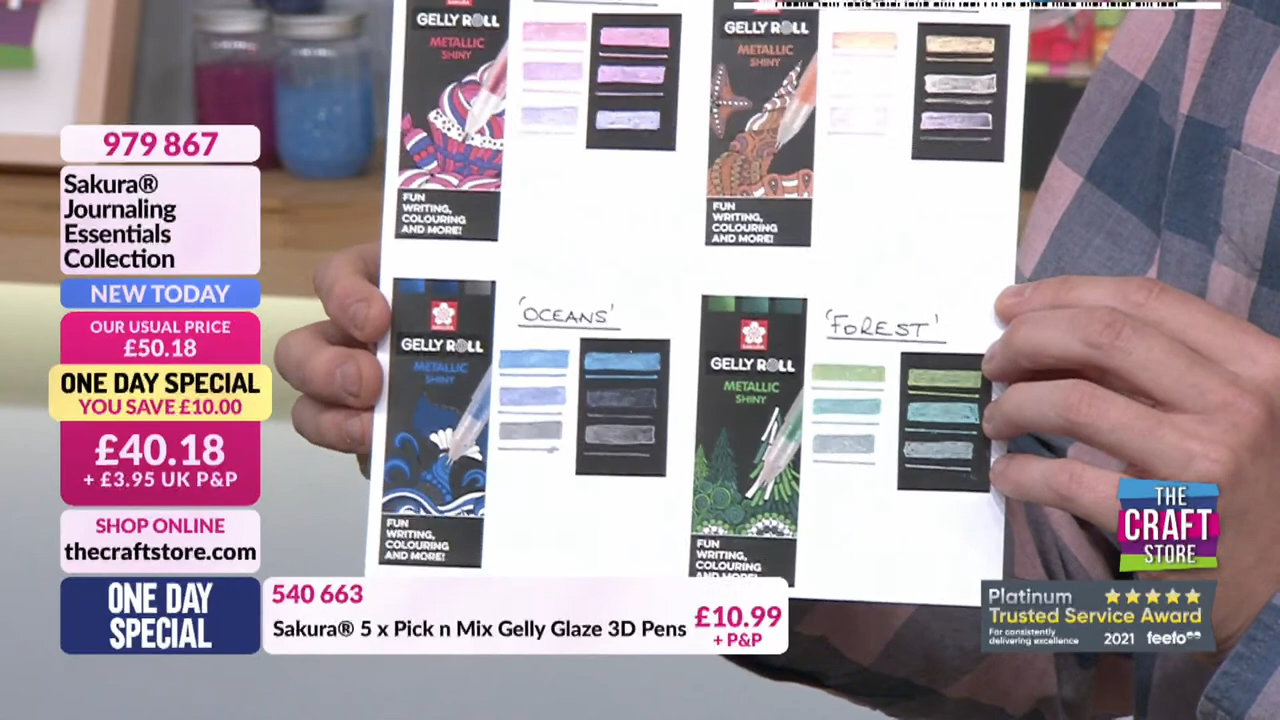 979 867
Sakura®
Journaling
Essentials
Collection
NEW TODAY
OUR USUAL PRICE
£50.18
ONE DAY SPECIAL
YOU SAVE £10.00
£40.18
+ £3.95 UK P&P
SHOP ONLINE
thecraftstore.com
ONE DAY
SPECIAL
540 663
Sakura® 5 x Pick n Mix Gelly Glaze 3D Pens
£10.99
+ P&P
GELLY ROLL
METALLIC
SHINY
FUN
WRITING,
COLOURING
AND MORE!
GELLY ROLL
METALLIC
SHINY
FUN
WRITING,
COLOURING
AND MORE!
'OCEANS'
SAKURA
GELLY ROLL
METALLIC
SHINY
FUN
WRITING,
COLOURING
AND MORE!
'FOREST'
SAKURA
GELLY ROLL
METALLIC
SHINY
FUN
WRITING,
COLOURING
AND MORE!
THE
CRAFT
STORE
Platinum
Trusted Service Award
For consistently
delivering excellence
2021 feefo